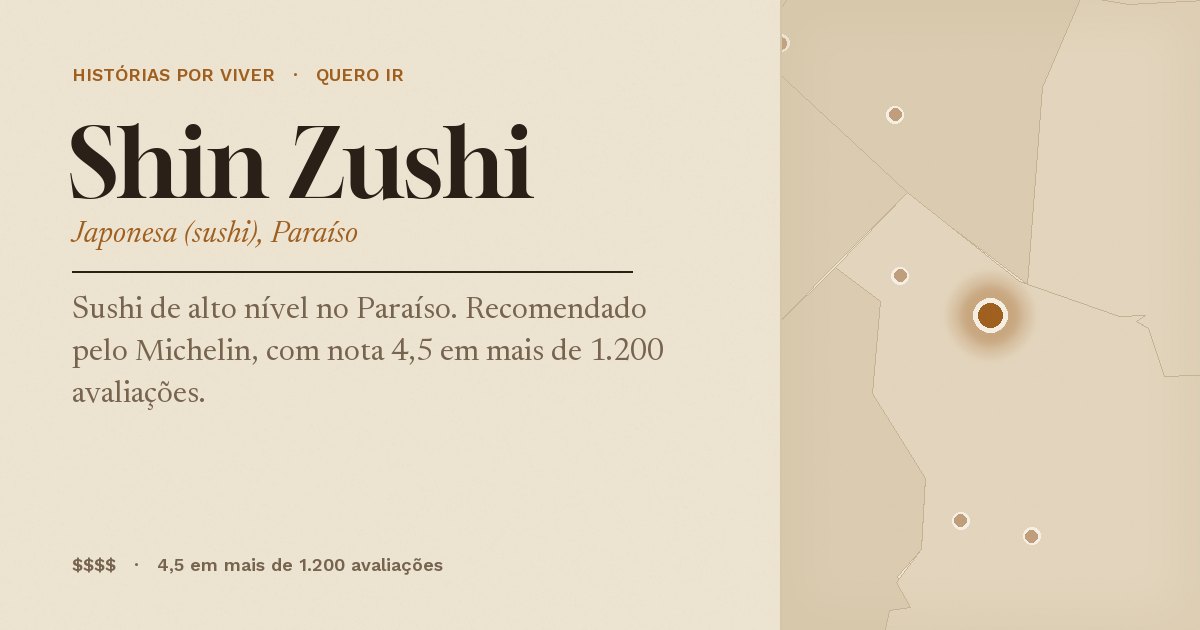 HISTÓRIAS POR VIVER · QUERO IR
Shin Zushi
Japonesa (sushi), Paraíso
Sushi de alto nível no Paraíso. Recomendado
pelo Michelin, com nota 4,5 em mais de 1.200
avaliações.
$$$$ · 4,5 em mais de 1.200 avaliações